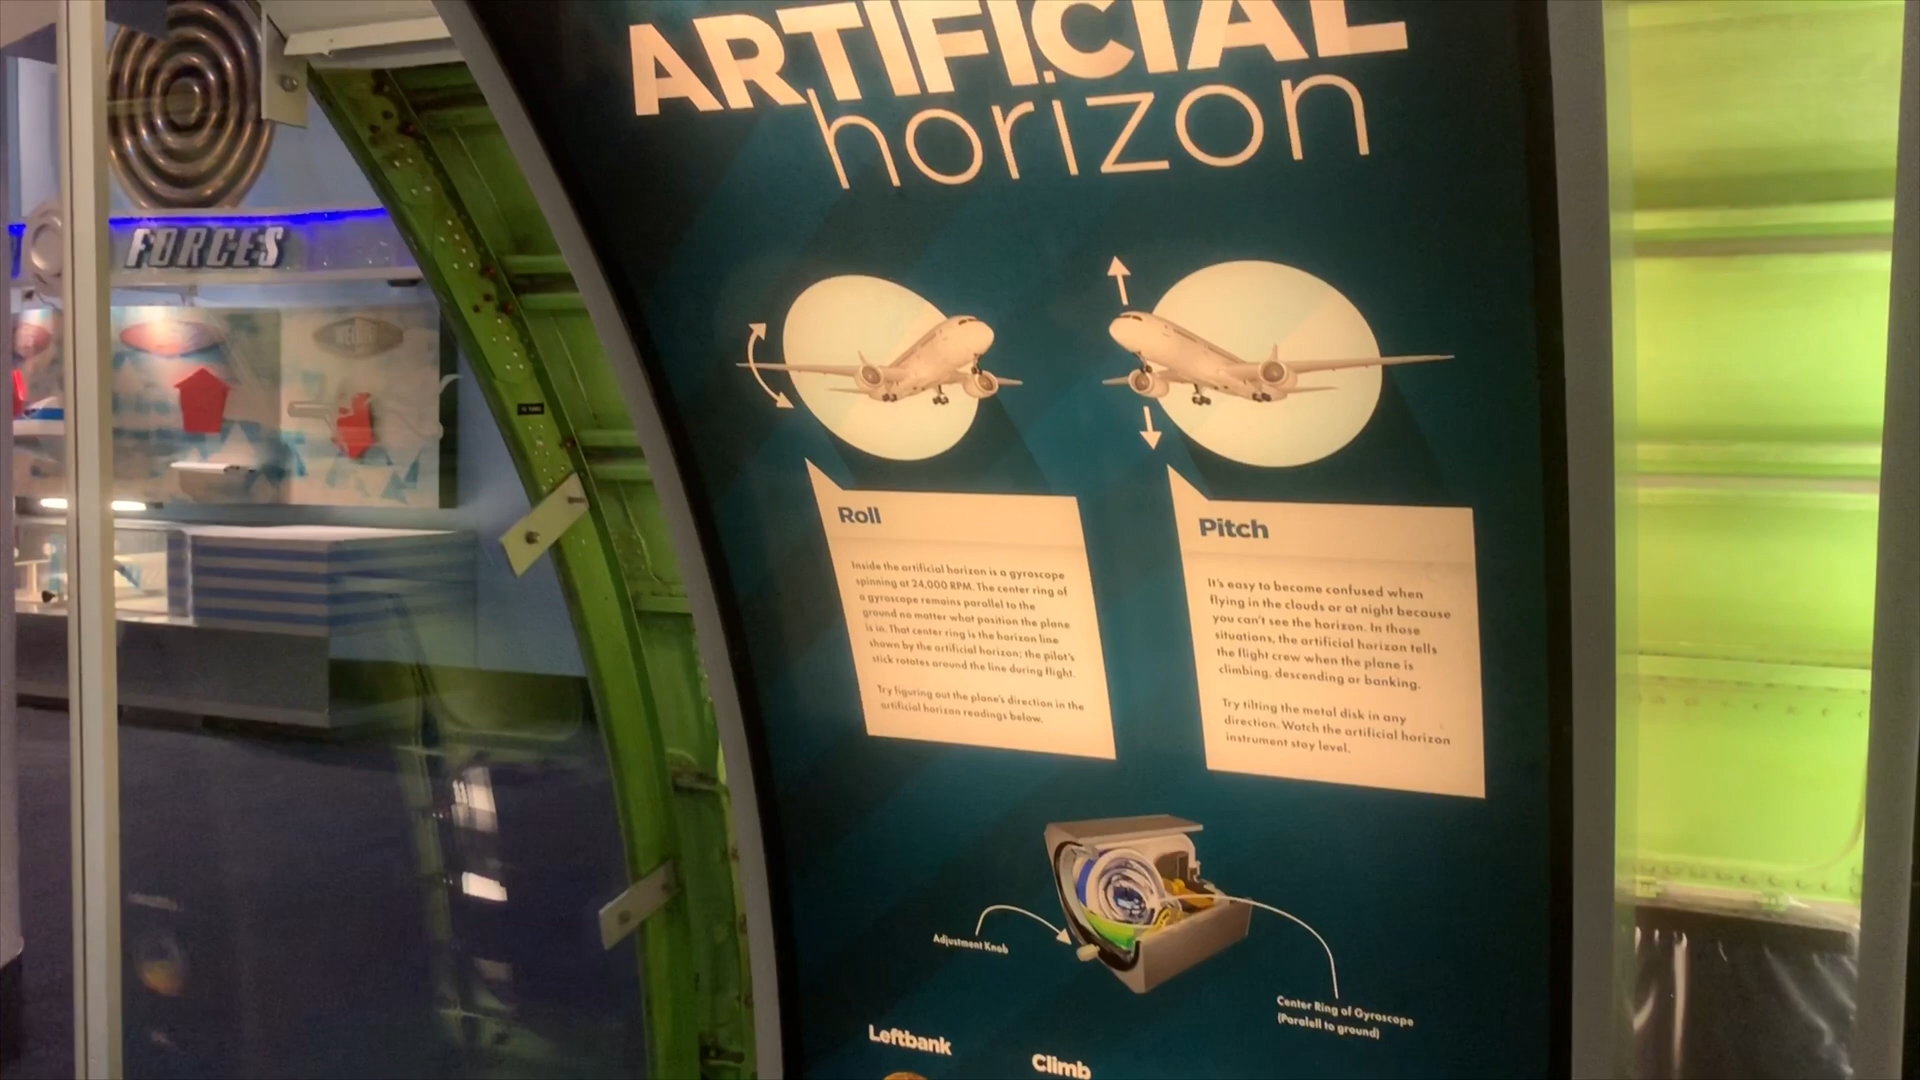 ARTIFICIAL
horizon
FORCES
Roll
Inside the artificial horizon is a gyroscope
spinning at 24,000 RPM. The center ring of
a gyroscope remains parallel to the
ground no matter what position the plane
is in. That center ring is the horizon line
shown by the artificial horizon; the pilot's
stick rotates around the line during flight.
Try figuring out the plane's direction in the
artificial horizon readings below.
Pitch
It's easy to become confused when
flying in the clouds or at night because
you can't see the horizon. In those
situations, the artificial horizon tells
the flight crew when the plane is
climbing, descending or banking.
Try tilting the metal disk in any
direction. Watch the artificial horizon
instrument stay level.
Adjustment Knob
Center Ring of Gyroscope
(Paralell to ground)
Leftbank
Climb